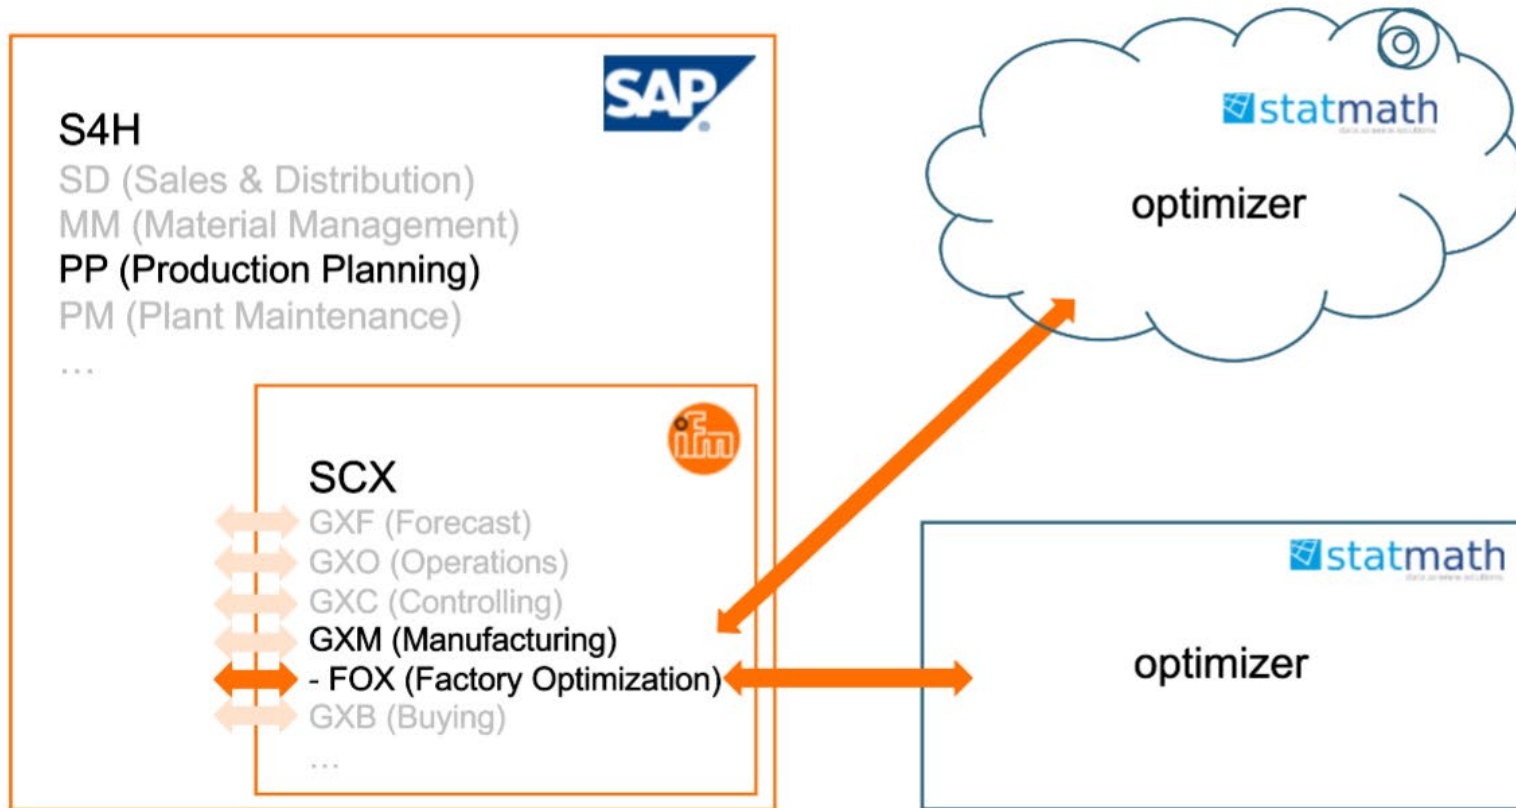 SAP
S4H
SD (Sales & Distribution)
MM (Material Management)
PP (Production Planning)
PM (Plant Maintenance)
...
ifm
SCX
GXF (Forecast)
GXO (Operations)
GXC (Controlling)
GXM (Manufacturing)
- FOX (Factory Optimization)
GXB (Buying)
...
statmath
optimizer
statmath
optimizer